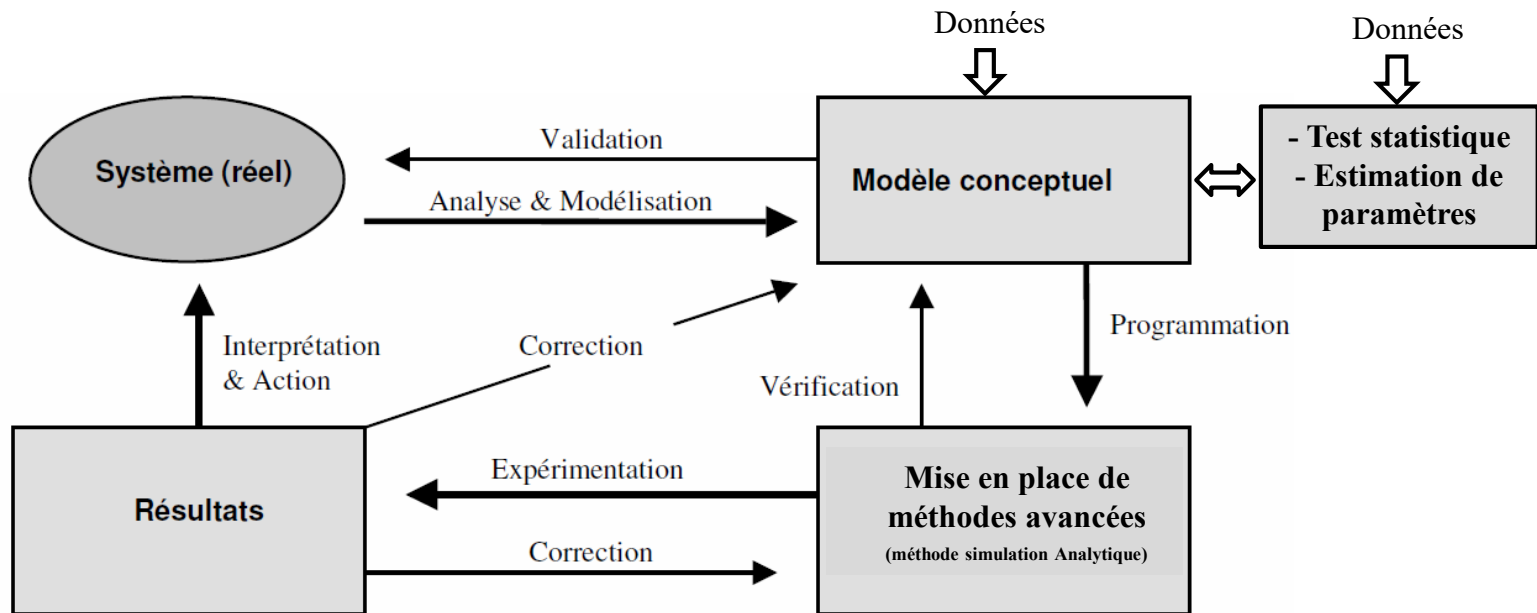 Données
Données
Validation
Système (réel)
Analyse & Modélisation
Modèle conceptuel
- Test statistique
- Estimation de
paramètres
Interprétation
& Action
Correction
Programmation
Vérification
Résultats
Expérimentation
Correction
Mise en place de
méthodes avancées
(méthode simulation Analytique)